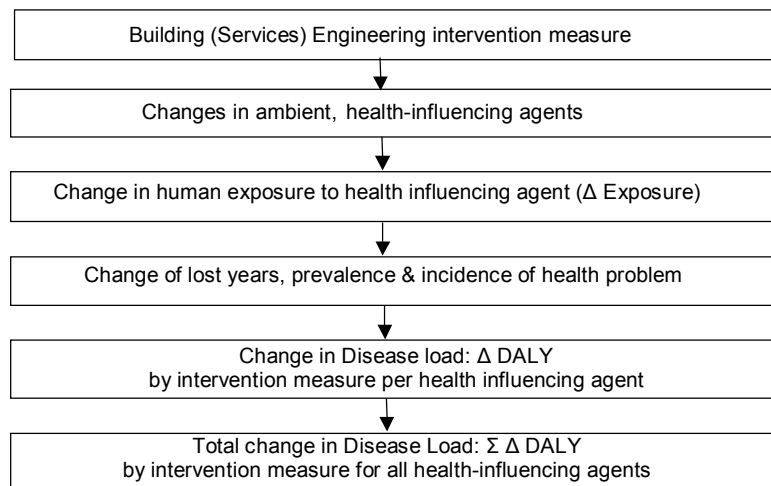 Building (Services) Engineering intervention measure
Changes in ambient, health-influencing agents
Change in human exposure to health influencing agent (Δ Exposure)
Change of lost years, prevalence & incidence of health problem
Change in Disease load: Δ DALY
by intervention measure per health influencing agent
Total change in Disease Load: Σ Δ DALY
by intervention measure for all health-influencing agents